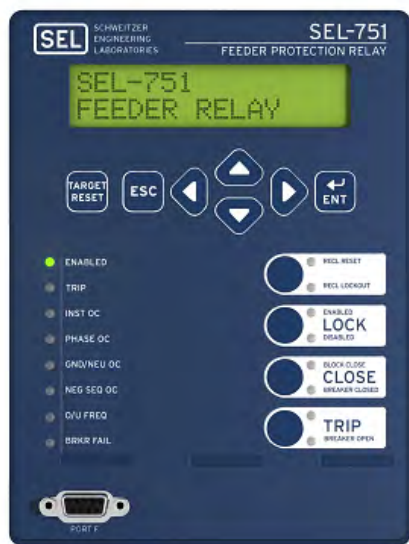 SEL
SCHWEITZER
ENGINEERING
LABORATORIES
SEL-751
FEEDER PROTECTION RELAY
SEL-751
FEEDER RELAY
TARGET
RESET
ESC
ENT
ENABLED
TRIP
INST OC
PHASE OC
GND/NEU OC
NEG SEQ OC
O/U FREQ
BRKR FAIL
RECL RESET
RECL LOCKOUT
ENABLED
LOCK
DISABLED
BLOCK CLOSE
CLOSE
BREAKER CLOSED
TRIP
BREAKER OPEN
PORT F